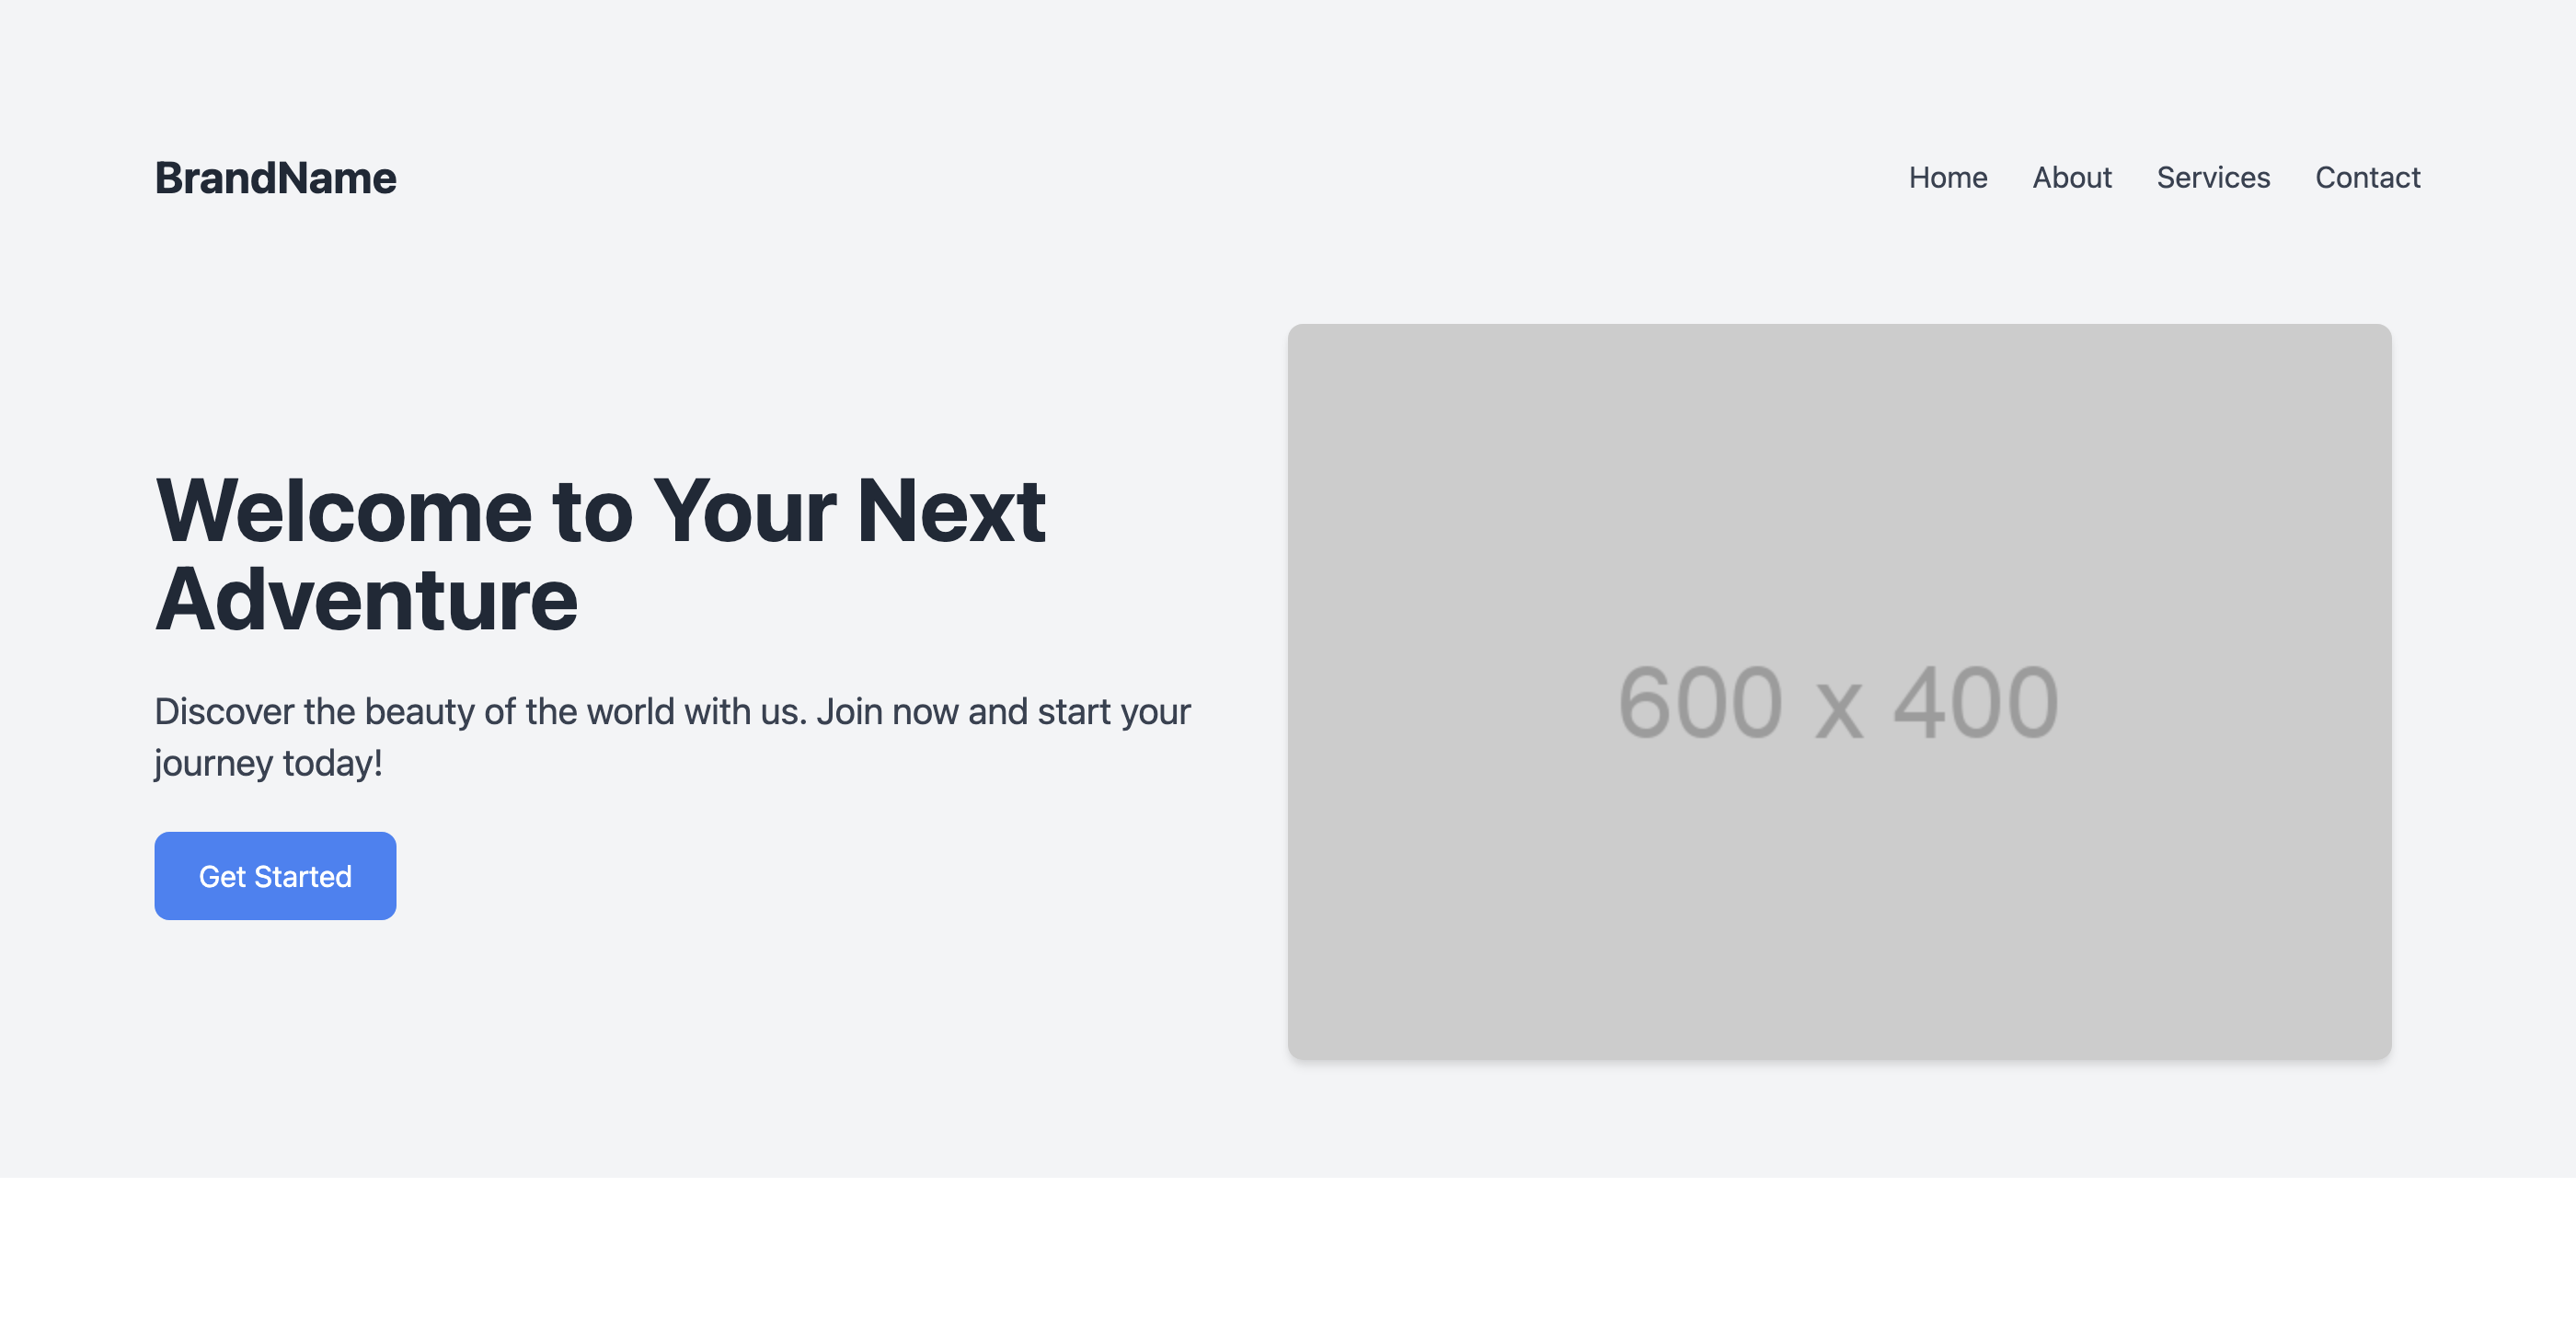 BrandName
Home About Services Contact
Welcome to Your Next
Adventure
Discover the beauty of the world with us. Join now and start your
journey today!
Get Started
600 x 400